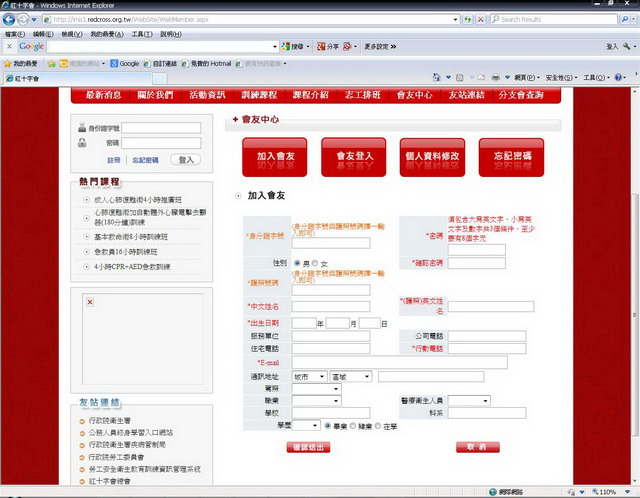 紅十字會 - Windows Internet Explorer
http://mis1.redcross.org.tw/WebSite/WebMember.aspx
Search Results
檔案(F) 編輯(E) 檢視(V) 我的最愛(A) 工具(T) 說明(H)
Google 搜尋 分享 更多設定 >> 登入
我的最愛 建議的網站 Google 自訂連結 免費的 Hotmail 網頁快訊圖庫
紅十字會 網頁(P) 安全性(S) 工具(O)
最新消息 關於我們 活動資訊 訓練課程 課程介紹 志工排班 會友中心 友站連結 分支會查詢
身份證字號
密碼
註冊 忘記密碼 登入
熱門課程
成人心肺復甦術4小時推廣班
心肺復甦術加自動體外心臟電擊去顫
器(180分鐘)訓練
基本救命術8小時訓練班
急救員16小時訓練班
4小時CPR+AED急救訓練
友站連結
行政院衛生署
公務人員終身學習入口網站
行政院衛生署疾病管制局
行政院勞工委員會
勞工安全衛生教育訓練資訊管理系統
紅十字會總會
會友中心
加入會友 會友登入 個人資料修改 忘記密碼
加入會友
*身分證字號 (身分證字號與護照號碼擇一輸
入即可)
*密碼 須包含大寫英文字、小寫英
文字及數字共3個條件，至少
要有8個字元
性別 男 女 *確認密碼
*護照號碼 (身分證字號與護照號碼擇一輸
入即可)
*中文姓名 *(護照)英文姓
名
*出生日期 年 月 日
服務單位 公司電話
住宅電話 *行動電話
*E-mail
通訊地址 城市 區域
駕照
職業 醫療衛生人員
學校 科系
學歷 畢業 肄業 在學
確認送出 取消
網際網路 110%